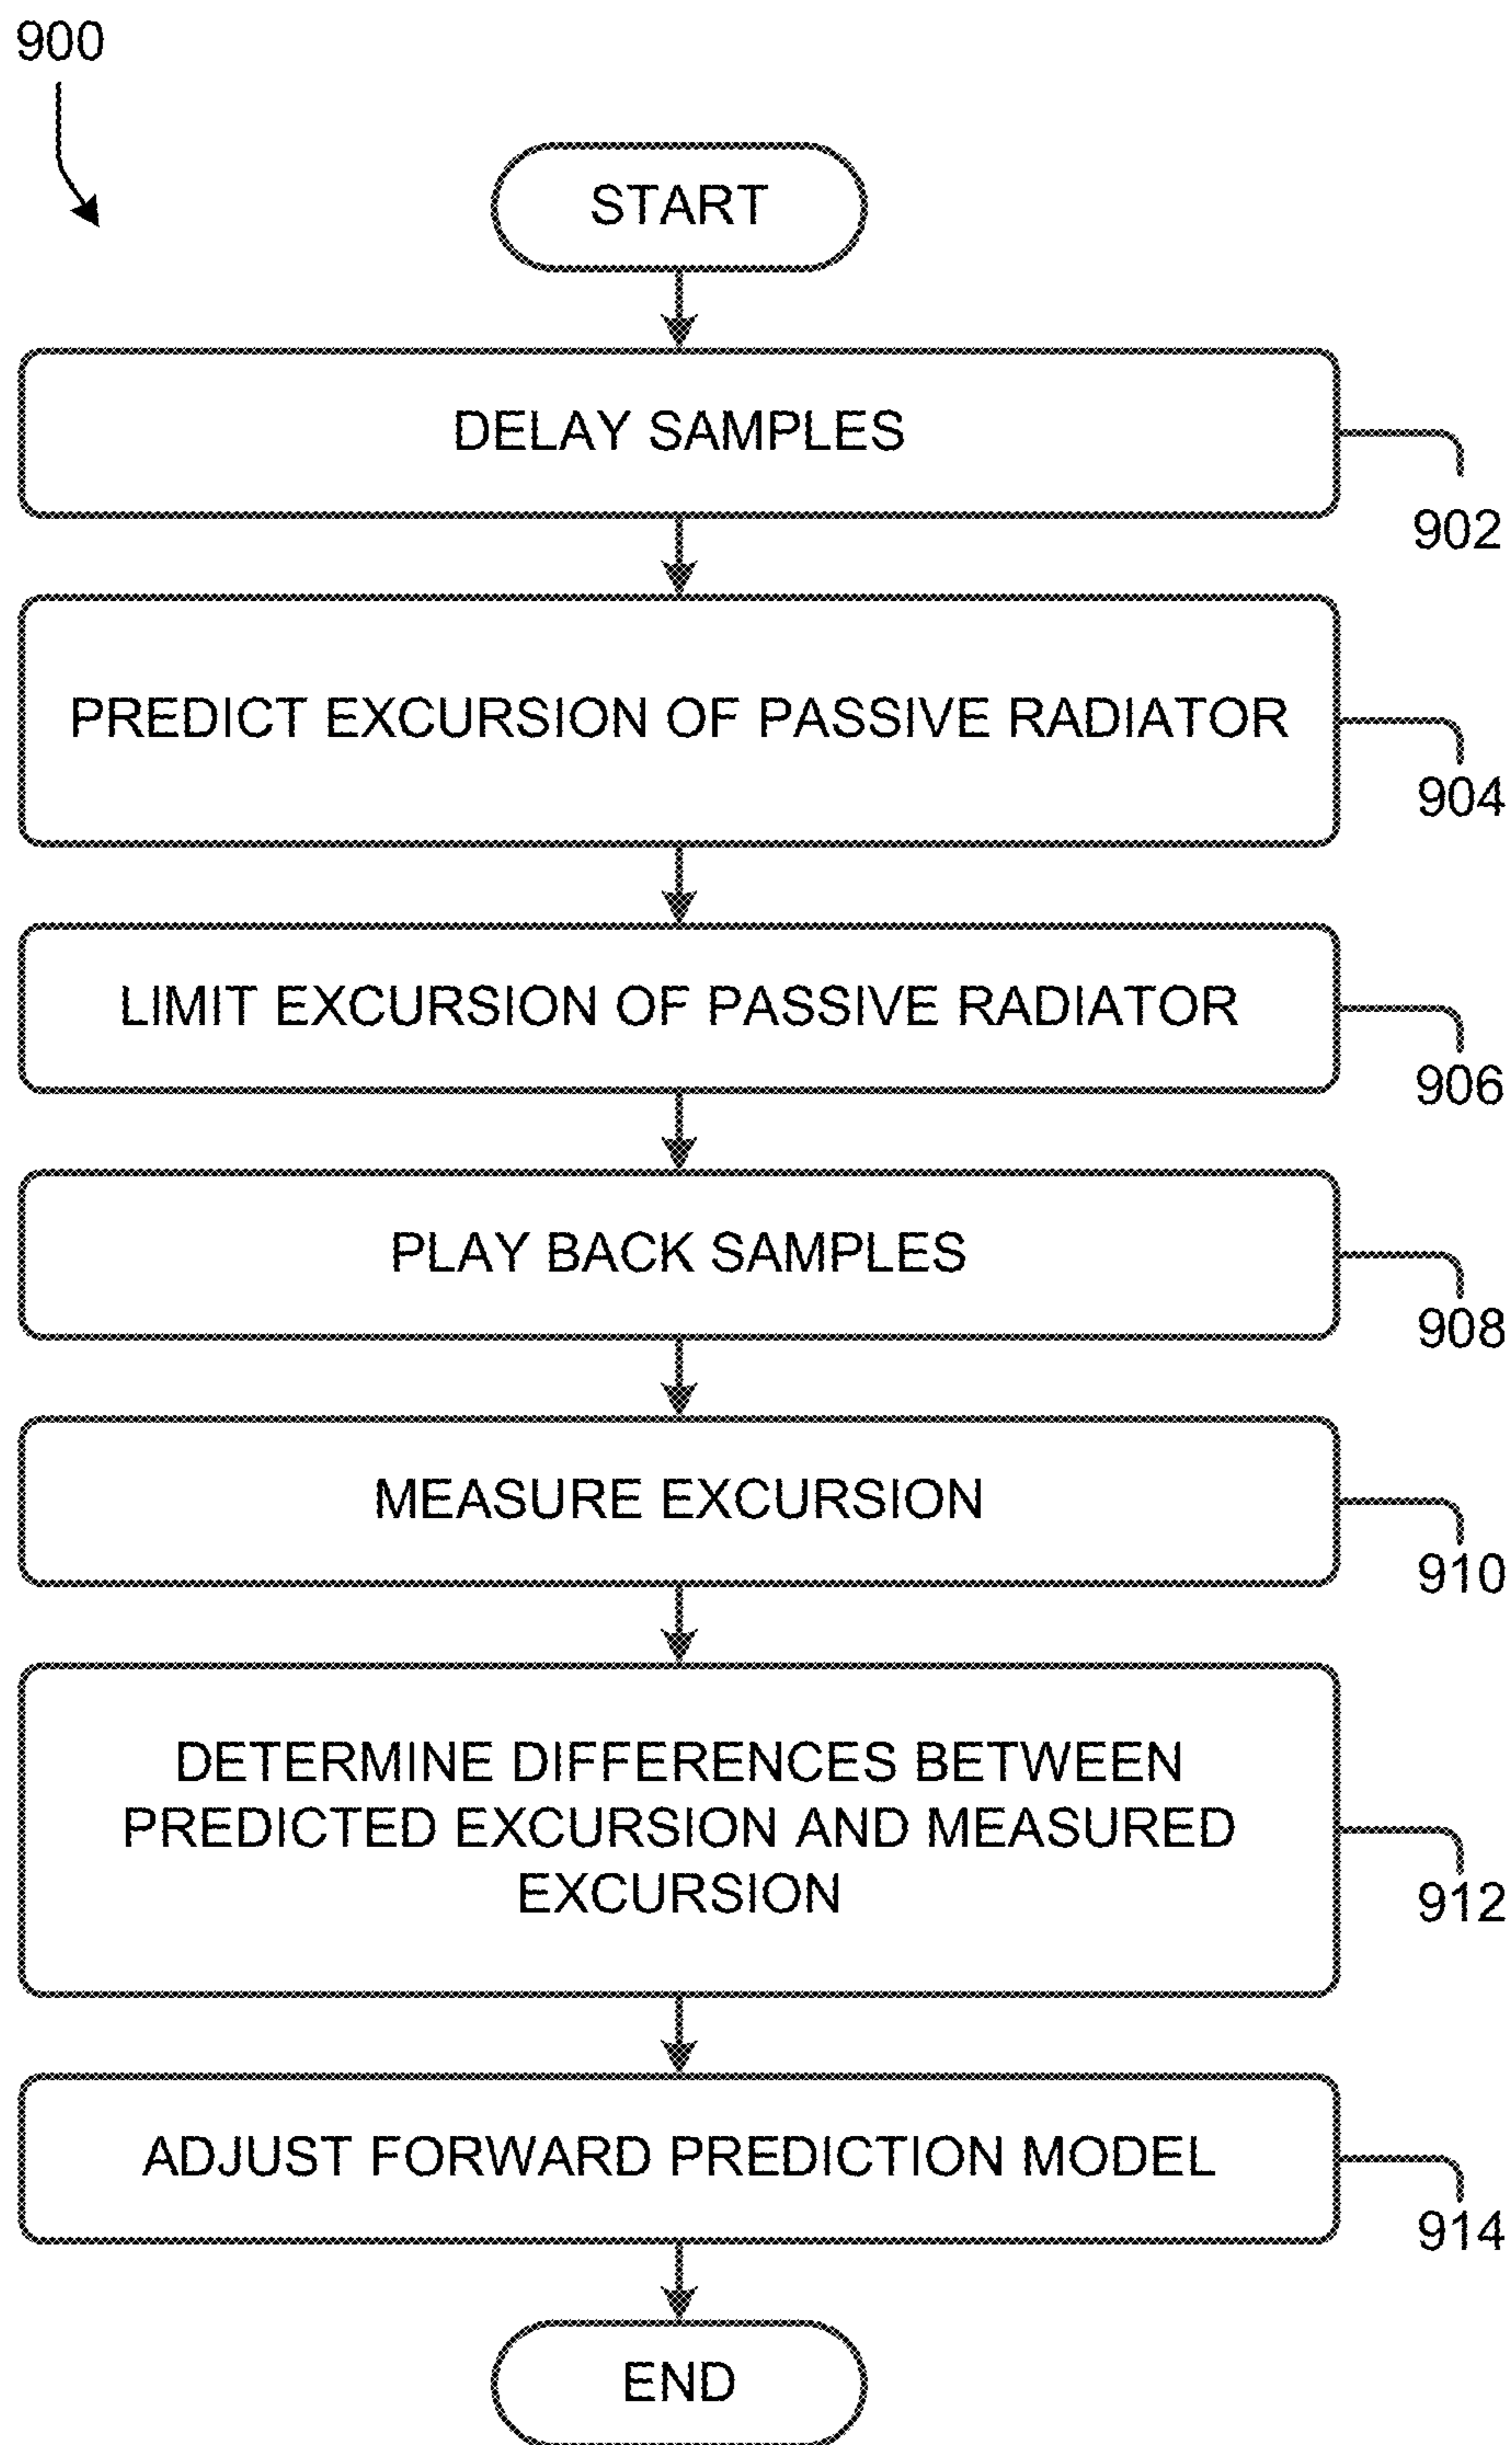 900
START
DELAY SAMPLES
902
PREDICT EXCURSION OF PASSIVE RADIATOR
904
LIMIT EXCURSION OF PASSIVE RADIATOR
906
PLAY BACK SAMPLES
908
MEASURE EXCURSION
910
DETERMINE DIFFERENCES BETWEEN
PREDICTED EXCURSION AND MEASURED
EXCURSION
912
ADJUST FORWARD PREDICTION MODEL
914
END